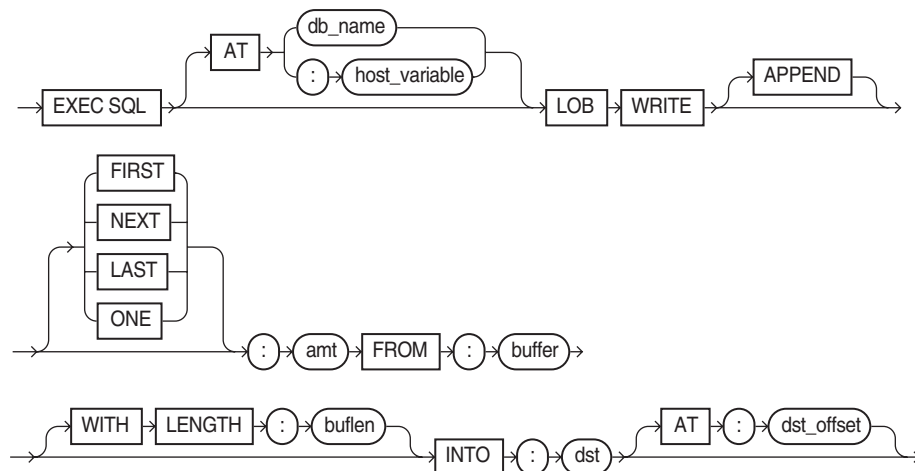 db_name
AT
: host_variable
EXEC SQL LOB WRITE APPEND
FIRST
NEXT
LAST
ONE
: amt FROM : buffer
WITH LENGTH : buflen AT : dst_offset
INTO : dst